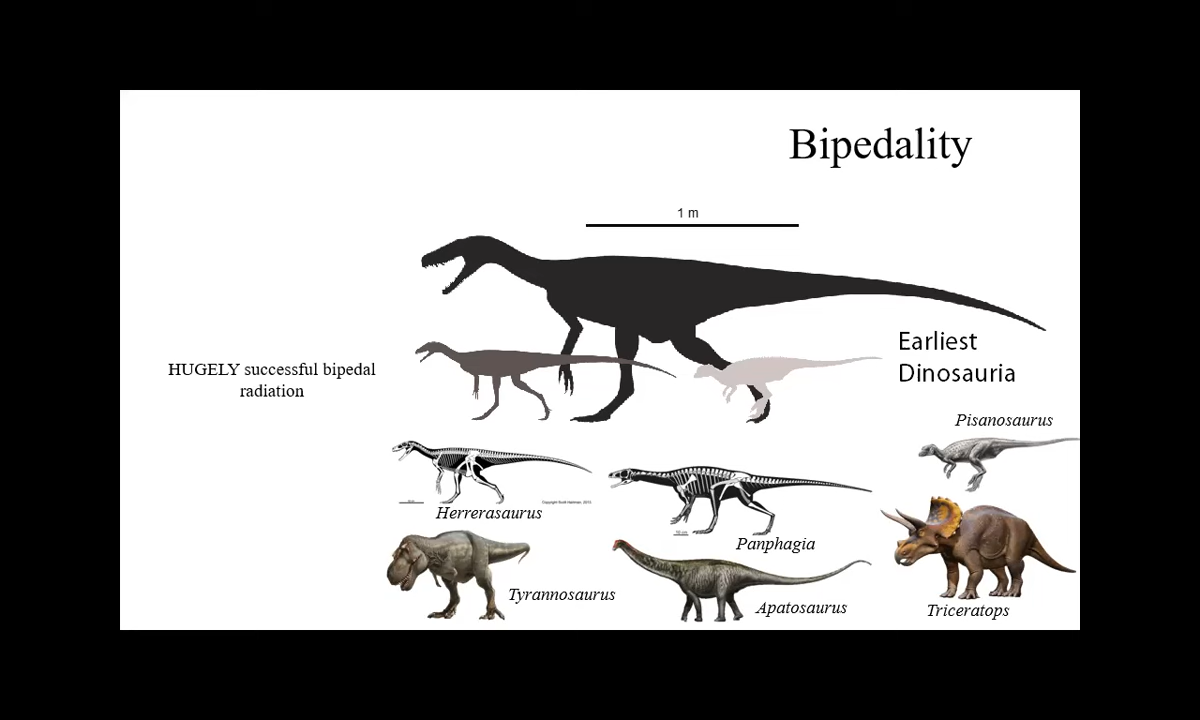 Bipedality
1 m
Earliest
Dinosauria
HUGELY successful bipedal
radiation
Pisanosaurus
Herrerasaurus
Panphagia
Tyrannosaurus
Apatosaurus
Triceratops